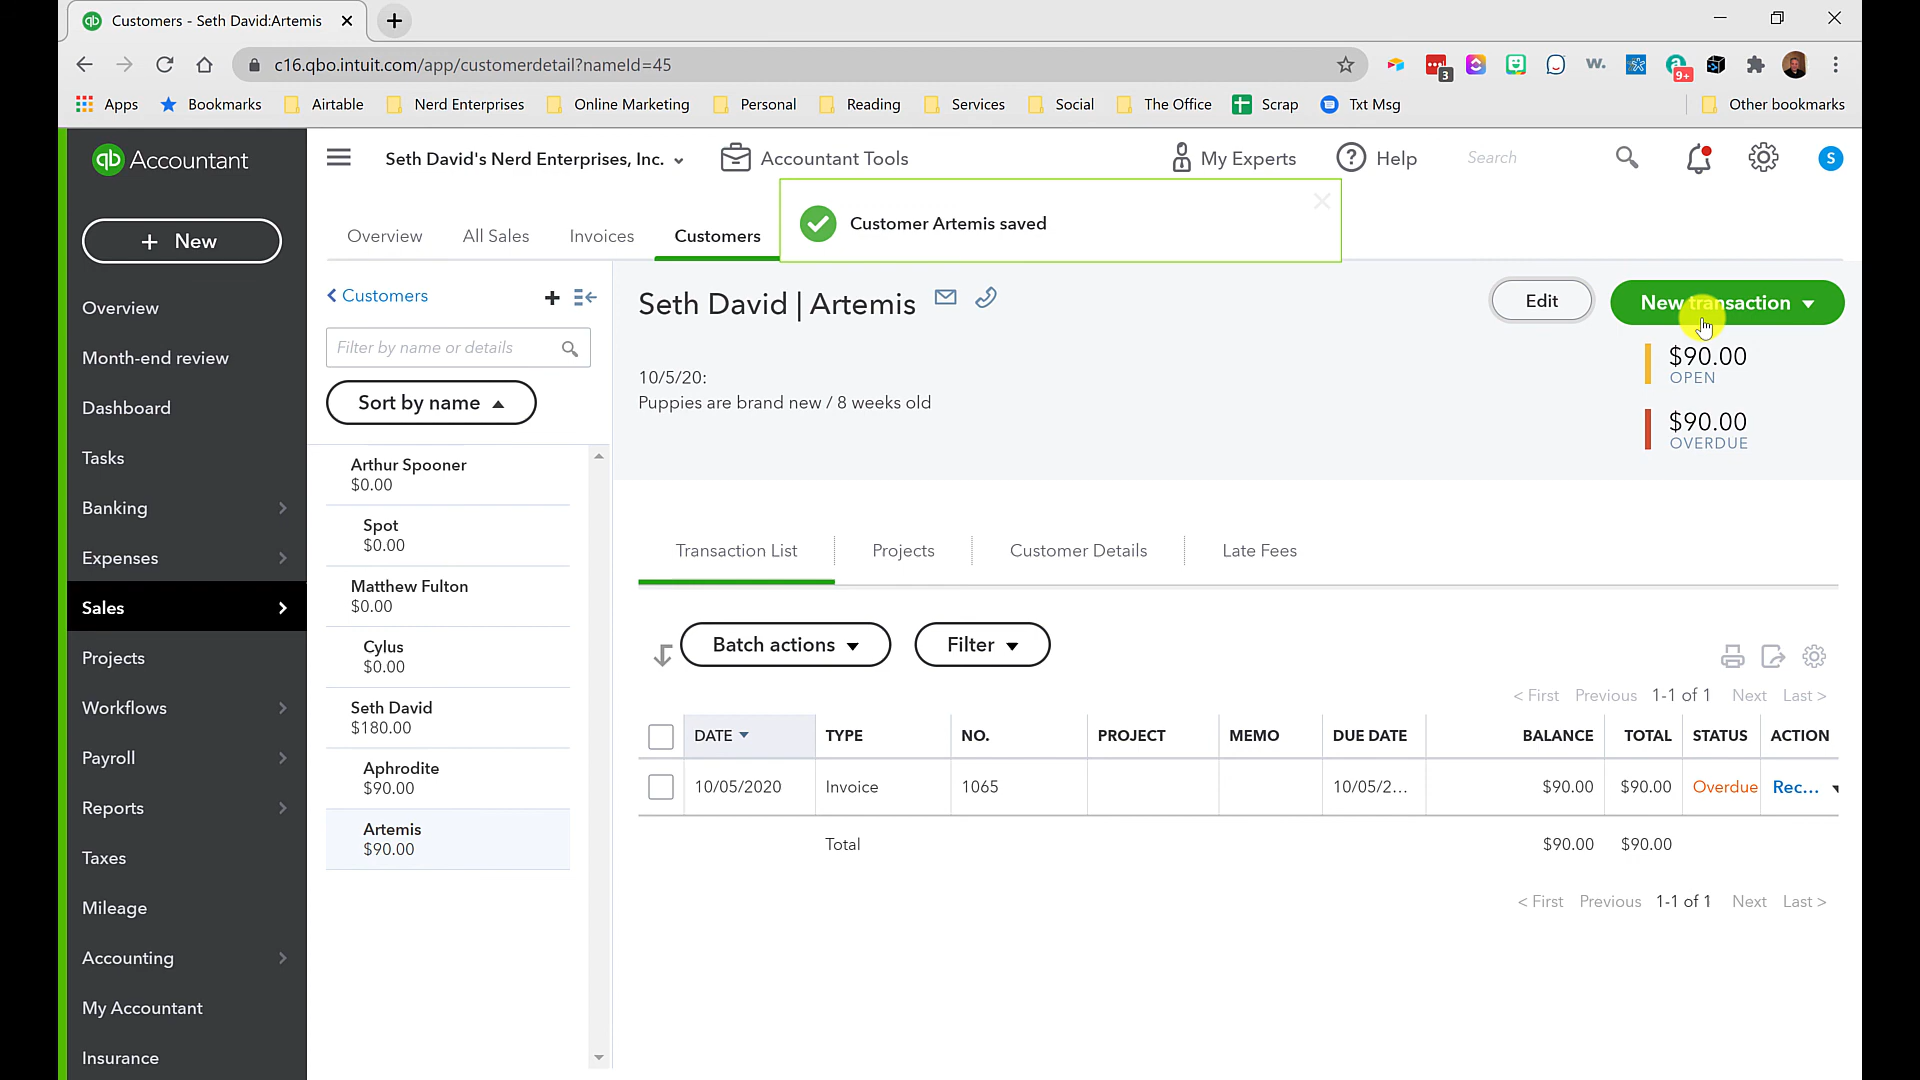 Customers - Seth David:Artemis
c16.qbo.intuit.com/app/customerdetail?nameId=45
3
w.
9+
Apps Bookmarks Airtable Nerd Enterprises Online Marketing Personal Reading Services Social The Office Scrap Txt Msg Other bookmarks
qb Accountant
Seth David's Nerd Enterprises, Inc. Accountant Tools My Experts Help Search S
+ New
Overview
Month-end review
Dashboard
Tasks
Banking
Expenses
Sales
Projects
Workflows
Payroll
Reports
Taxes
Mileage
Accounting
My Accountant
Insurance
Overview All Sales Invoices Customers
Customer Artemis saved
Customers
Filter by name or details
Sort by name
Arthur Spooner
$0.00
Spot
$0.00
Matthew Fulton
$0.00
Cylus
$0.00
Seth David
$180.00
Aphrodite
$90.00
Artemis
$90.00
Seth David | Artemis
Edit New transaction
10/5/20:
Puppies are brand new / 8 weeks old
$90.00
OPEN
$90.00
OVERDUE
Transaction List Projects Customer Details Late Fees
Batch actions Filter
< First Previous 1-1 of 1 Next Last >
DATE TYPE NO. PROJECT MEMO DUE DATE BALANCE TOTAL STATUS ACTION
10/05/2020 Invoice 1065 10/05/2... $90.00 $90.00 Overdue Rec...
Total $90.00 $90.00
< First Previous 1-1 of 1 Next Last >